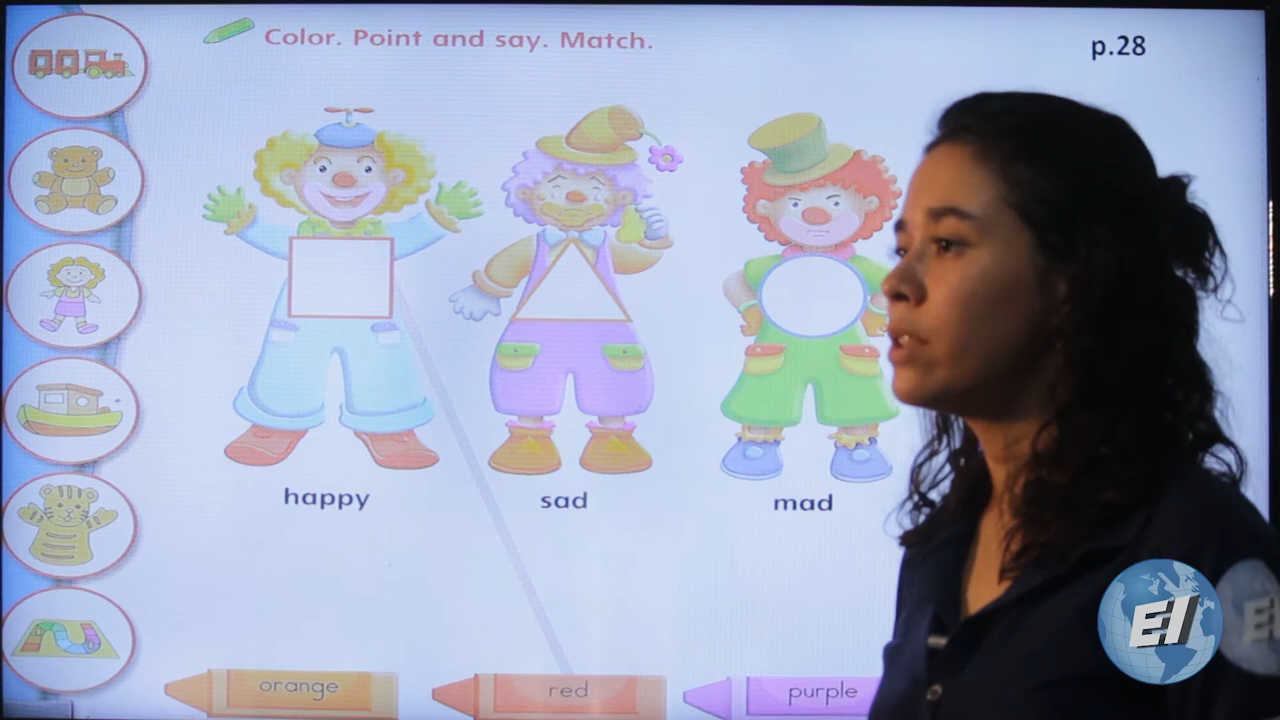 Color. Point and say. Match.
p.28
happy
sad
mad
orange
red
purple
EI